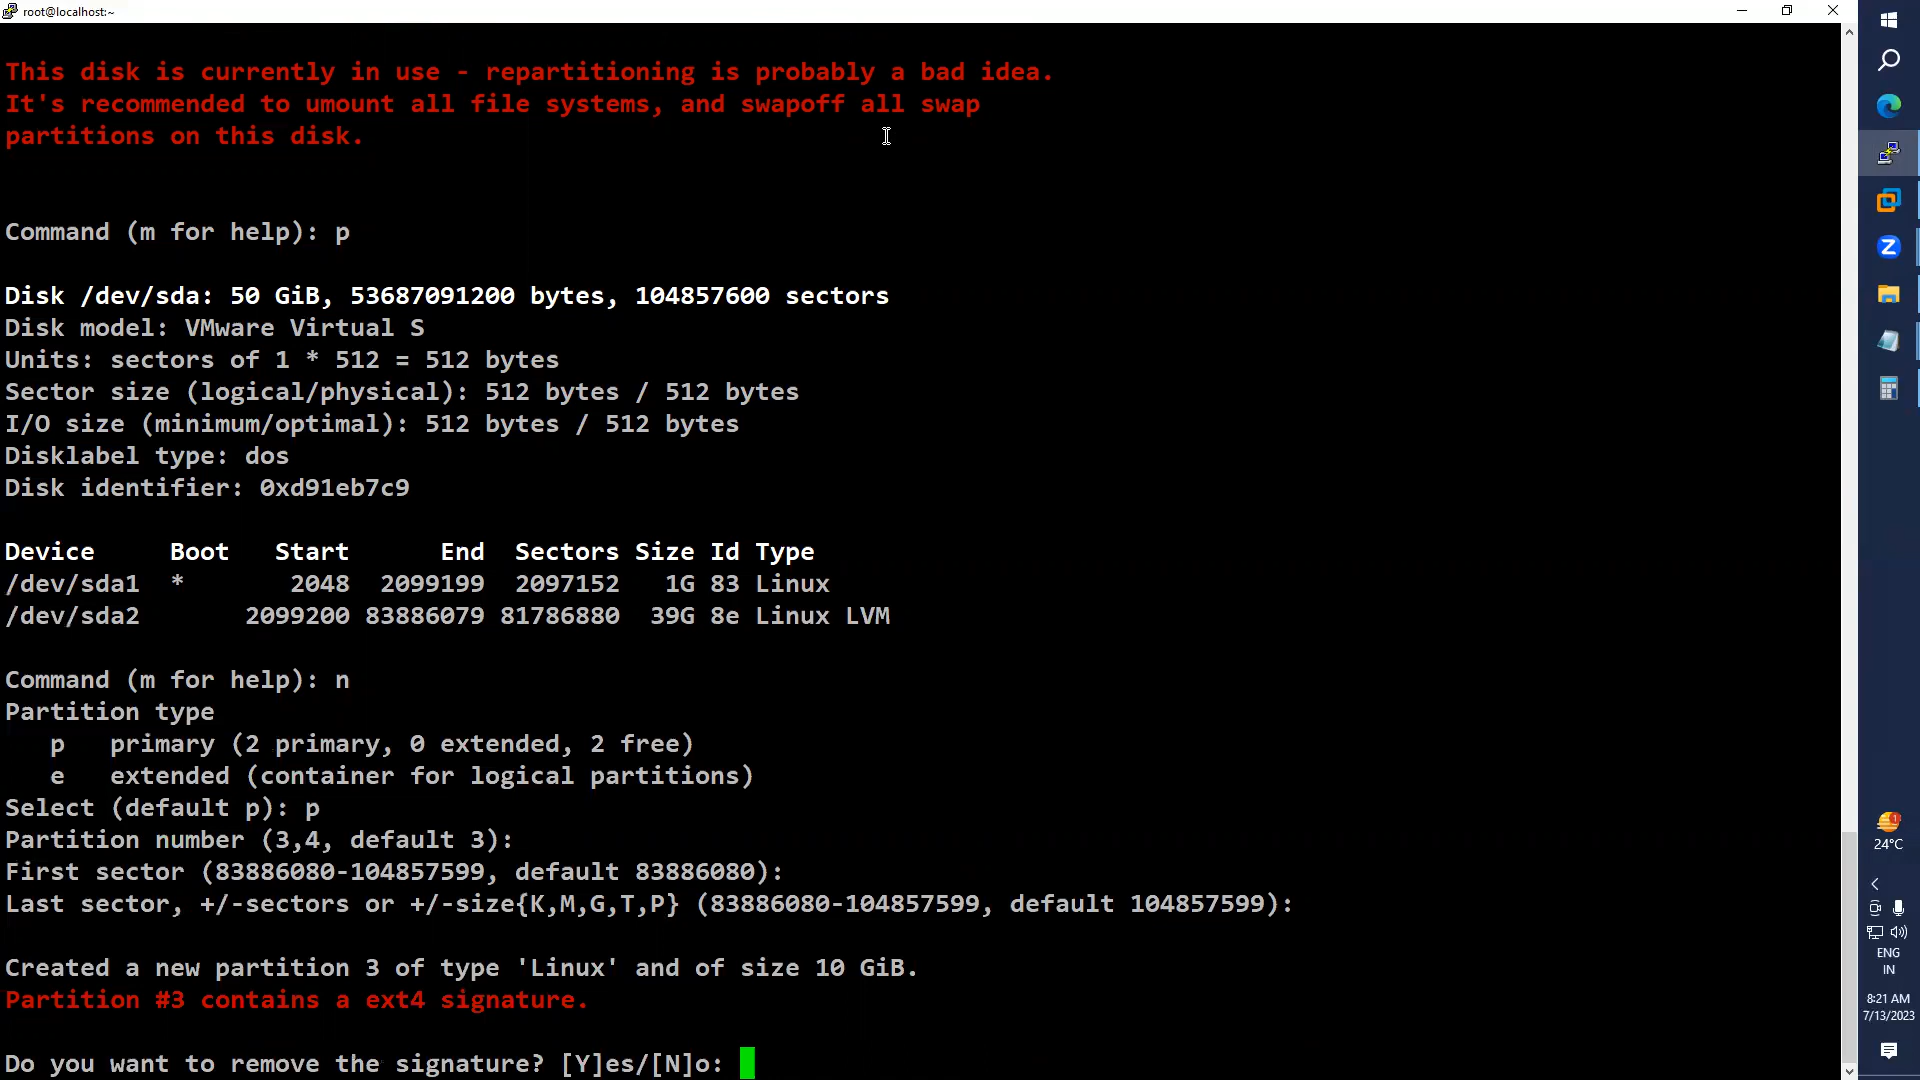 root@localhost:~
This disk is currently in use - repartitioning is probably a bad idea.
It's recommended to umount all file systems, and swapoff all swap
partitions on this disk.
Command (m for help): p
Disk /dev/sda: 50 GiB, 53687091200 bytes, 104857600 sectors
Disk model: VMware Virtual S
Units: sectors of 1 * 512 = 512 bytes
Sector size (logical/physical): 512 bytes / 512 bytes
I/O size (minimum/optimal): 512 bytes / 512 bytes
Disklabel type: dos
Disk identifier: 0xd91eb7c9
Device     Boot   Start      End  Sectors Size Id Type
/dev/sda1  *       2048  2099199  2097152   1G 83 Linux
/dev/sda2       2099200 83886079 81786880  39G 8e Linux LVM
Command (m for help): n
Partition type
   p   primary (2 primary, 0 extended, 2 free)
   e   extended (container for logical partitions)
Select (default p): p
Partition number (3,4, default 3):
First sector (83886080-104857599, default 83886080):
Last sector, +/-sectors or +/-size{K,M,G,T,P} (83886080-104857599, default 104857599):
Created a new partition 3 of type 'Linux' and of size 10 GiB.
Partition #3 contains a ext4 signature.
Do you want to remove the signature? [Y]es/[N]o:
Z
1
24°C
ENG
IN
8:21 AM
7/13/2023